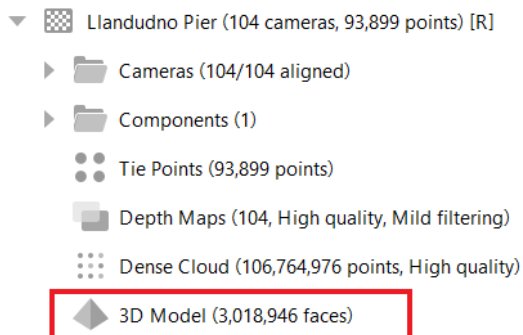 Llandudno Pier (104 cameras, 93,899 points) [R]
Cameras (104/104 aligned)
Components (1)
Tie Points (93,899 points)
Depth Maps (104, High quality, Mild filtering)
Dense Cloud (106,764,976 points, High quality)
3D Model (3,018,946 faces)